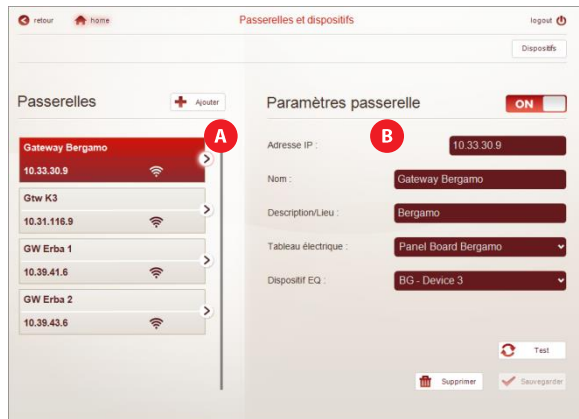 retour
home
Passerelles et dispositifs
logout
Dispositifs
Passerelles
Ajouter
A
Gateway Bergamo
10.33.30.9
Gtw K3
10.31.116.9
GW Erba 1
10.39.41.6
GW Erba 2
10.39.43.6
Paramètres passerelle
ON
B
Adresse IP : 10.33.30.9
Nom : Gateway Bergamo
Description/Lieu : Bergamo
Tableau électrique : Panel Board Bergamo
Dispositif EQ : BG - Device 3
Test
Supprimer
Sauvegarder